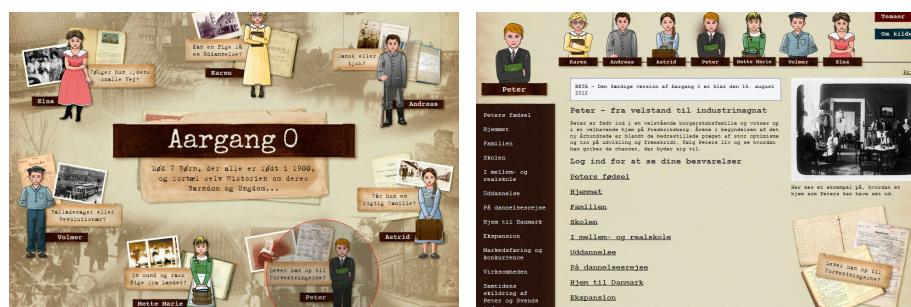 Kan en Pige få
en Uddannelse?
Karen
Følger hun Dydens
smalle Vej?
Elna
Dansk eller
tysk?
Andreas
Aargang 0
Mød 7 Børn, der alle er født i 1900,
og fortæl selv Historien om deres
Barndom og Ungdom...
Ballademager eller
Revolutionær?
Volmer
Får hun en
rigtig Familie?
Astrid
En sund og rask
Pige fra Landet?
Mette Marie
Lever han op til
Forventningerne?
Peter
Peter
Karen
Andreas
Astrid
Peter
Mette Marie
Volmer
Elna
Temaer
Om kilde
BETA - Den færdige version af Aargang 0 er klar den 15. august
2012
Peter - fra velstand til industrimagnat
Peter er født ind i en velstående borgerskabsfamilie og vokser op
i et velhavende hjem på Frederiksberg. Årene i begyndelsen af det
ny århundrede er blandt de bedrestillede præget af stor optimisme
og tro på udvikling og fremskridt. Følg Peters liv og se hvordan
han griber de chancer, der byder sig til.
Log ind for at se dine besvarelser
Peters fødsel
Hjemmet
Familien
Skolen
I mellem- og realskole
Uddannelse
På dannelsesrejse
Hjem til Danmark
Ekspansion
Peters fødsel
Hjemmet
Familien
Skolen
I mellem- og
realskole
Uddannelse
På dannelsesrejse
Hjem til Danmark
Ekspansion
Markedsføring og
konkurrence
Virksomheden
Samtidens
skildring af
Peter og Svends
Her ses et eksempel på, hvordan et
hjem som Peters kan have set ud.
Lever han op til
Forventningerne?